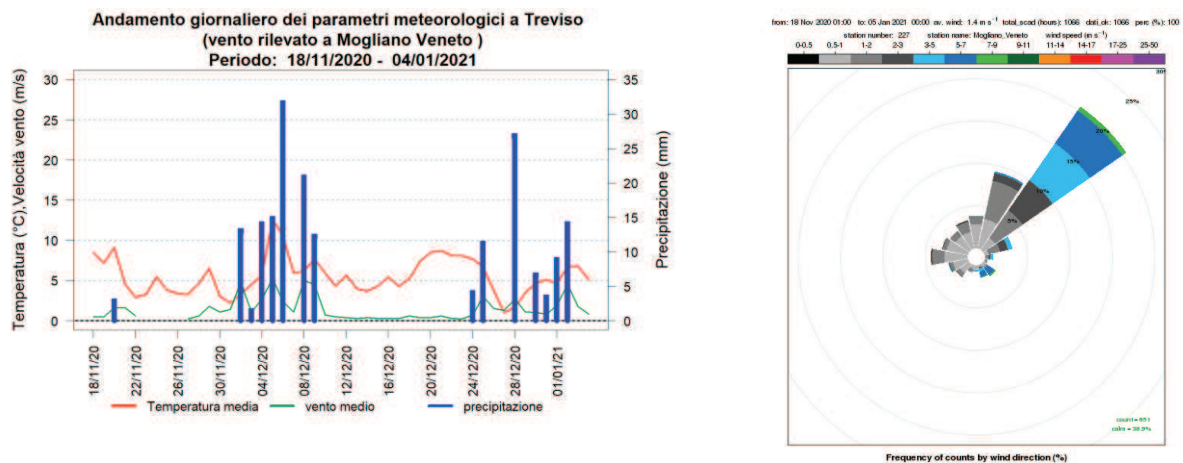 Andamento giornaliero dei parametri meteorologici a Treviso
(vento rilevato a Mogliano Veneto )
Periodo: 18/11/2020 - 04/01/2021
Temperatura (°C),Velocità vento (m/s)
30
25
20
15
10
5
0
35
30
25
20
15
10
5
0
Precipitazione (mm)
18/11/20
22/11/20
26/11/20
30/11/20
04/12/20
08/12/20
12/12/20
16/12/20
20/12/20
24/12/20
28/12/20
01/01/21
Temperatura media vento medio precipitazione
from: 18 Nov 2020 01:00 to: 05 Jan 2021 00:00 av. wind: 1.4 m s⁻¹ total_scad (hours): 1066 dati_ok: 1066 perc (%): 100
station number: 227 station name: Mogliano_Veneto wind speed (m s⁻¹)
0-0.5 0.5-1 1-2 2-3 3-5 5-7 7-9 9-11 11-14 14-17 17-25 25-50
30%
25%
20%
15%
10%
5%
count= 651
calm = 38.9%
Frequency of counts by wind direction (%)